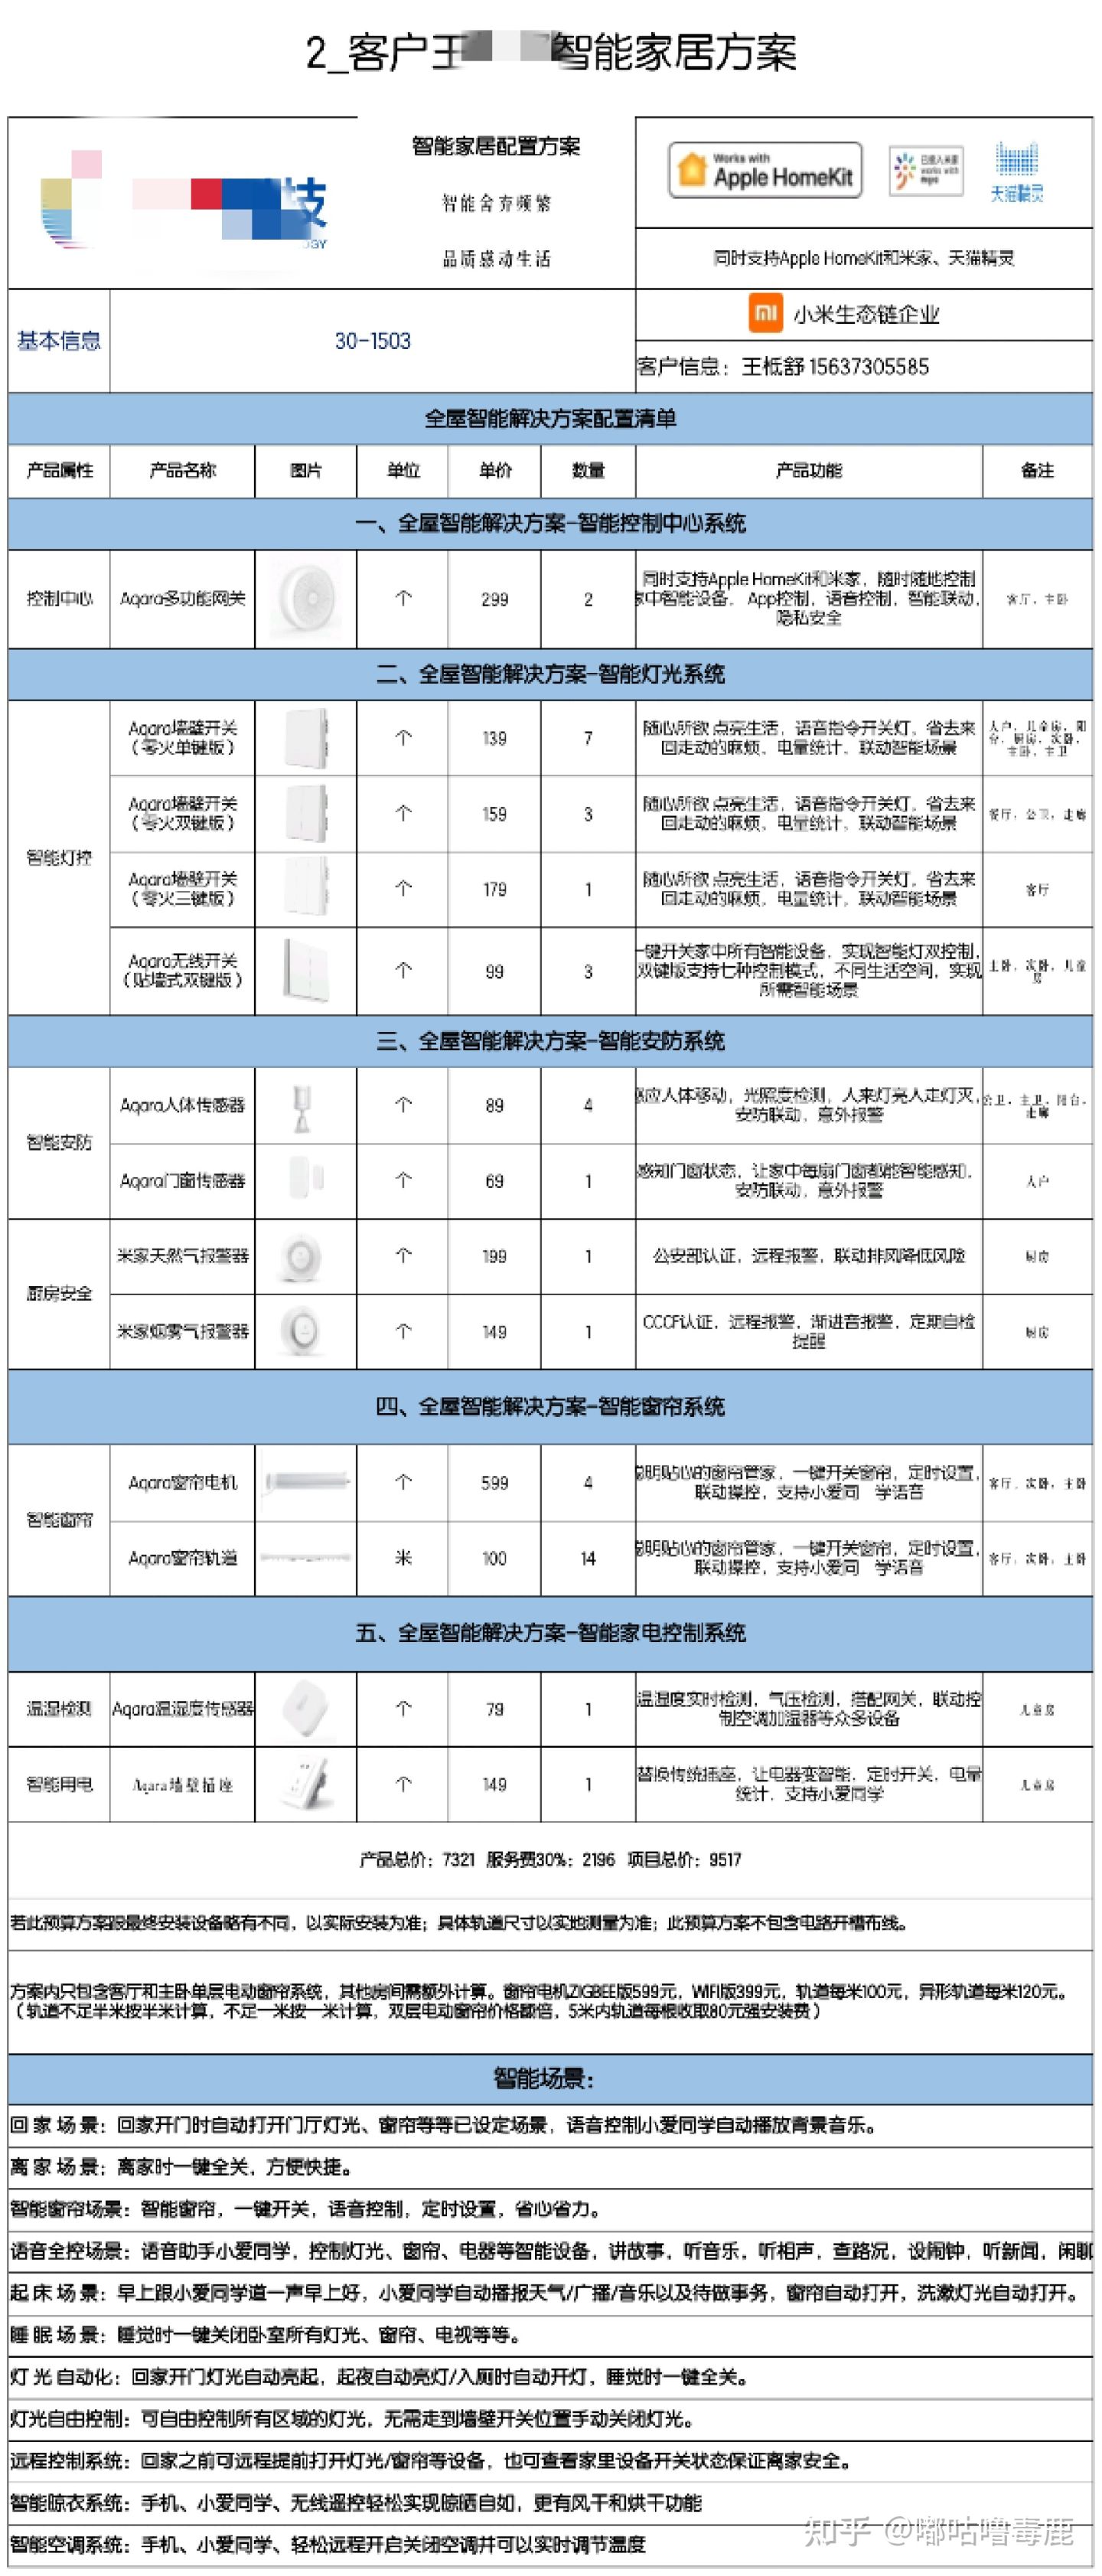 2_客户王 智能家居方案
智能家居配置方案
智能舍弃频繁
品质感动生活
技
Works with
Apple HomeKit
已接入米家
works with
天猫精灵
同时支持Apple HomeKit和米家、天猫精灵
基本信息
30-1503
小米生态链企业
客户信息：王柢舒 15637305585
全屋智能解决方案配置清单
产品属性 产品名称 图片 单位 单价 数量 产品功能 备注
一、全屋智能解决方案-智能控制中心系统
控制中心 Aqara多功能网关 个 299 2
同时支持Apple HomeKit和米家，随时随地控制
家中智能设备，App控制，语音控制，智能联动，
隐私安全
客厅，主卧
二、全屋智能解决方案-智能灯光系统
智能灯控
Aqara墙壁开关
（零火单键版）
个 139 7
随心所欲 点亮生活，语音指令开关灯，省去来
回走动的麻烦，电量统计，联动智能场景
入户，儿童房，阳
台，厨房，次卧，
主卧，主卫
Aqara墙壁开关
（零火双键版）
个 159 3
随心所欲 点亮生活，语音指令开关灯，省去来
回走动的麻烦，电量统计，联动智能场景
客厅，公卫，走廊
Aqara墙壁开关
（零火三键版）
个 179 1
随心所欲 点亮生活，语音指令开关灯，省去来
回走动的麻烦，电量统计，联动智能场景
客厅
Aqara无线开关
（贴墙式双键版）
个 99 3
一键开关家中所有智能设备，实现智能灯双控制，
双键版支持七种控制模式，不同生活空间，实现
所需智能场景
主卧，次卧，儿童
房
三、全屋智能解决方案-智能安防系统
智能安防
Aqara人体传感器 个 89 4
感应人体移动，光照度检测，人来灯亮人走灯灭，
安防联动，意外报警
公卫，主卫，阳台，
走廊
Aqara门窗传感器 个 69 1
感知门窗状态，让家中每扇门窗都能智能感知，
安防联动，意外报警
入户
厨房安全
米家天然气报警器 个 199 1 公安部认证，远程报警，联动排风降低风险 厨房
米家烟雾气报警器 个 149 1
CCCF认证，远程报警，渐进音报警，定期自检
提醒
厨房
四、全屋智能解决方案-智能窗帘系统
智能窗帘
Aqara窗帘电机 个 599 4
聪明贴心的窗帘管家，一键开关窗帘，定时设置，
联动操控，支持小爱同 学语音
客厅，次卧，主卧
Aqara窗帘轨道 米 100 14
聪明贴心的窗帘管家，一键开关窗帘，定时设置，
联动操控，支持小爱同 学语音
客厅，次卧，主卧
五、全屋智能解决方案-智能家电控制系统
温湿检测 Aqara温湿度传感器 个 79 1
温湿度实时检测，气压检测，搭配网关，联动控
制空调加湿器等众多设备
儿童房
智能用电 Aqara墙壁插座 个 149 1
替换传统插座，让电器变智能，定时开关，电量
统计，支持小爱同学
儿童房
产品总价：7321 服务费30%：2196 项目总价：9517
若此预算方案跟最终安装设备略有不同，以实际安装为准；具体轨道尺寸以实地测量为准；此预算方案不包含电路开槽布线。
方案内只包含客厅和主卧单层电动窗帘系统，其他房间需额外计算。窗帘电机ZIGBEE版599元，WIFI版399元，轨道每米100元，异形轨道每米120元。
（轨道不足半米按半米计算，不足一米按一米计算，双层电动窗帘价格翻倍，5米内轨道每根收取80元强安装费）
智能场景：
回 家 场 景：回家开门时自动打开门厅灯光、窗帘等等已设定场景，语音控制小爱同学自动播放背景音乐。
离 家 场 景：离家时一键全关，方便快捷。
智能窗帘场景：智能窗帘，一键开关，语音控制，定时设置，省心省力。
语音全控场景：语音助手小爱同学，控制灯光、窗帘、电器等智能设备，讲故事，听音乐，听相声，查路况，设闹钟，听新闻，闲聊
起 床 场 景：早上跟小爱同学道一声早上好，小爱同学自动播报天气/广播/音乐以及待做事务，窗帘自动打开，洗漱灯光自动打开。
睡 眠 场 景：睡觉时一键关闭卧室所有灯光、窗帘、电视等等。
灯 光 自动化：回家开门灯光自动亮起，起夜自动亮灯/入厕时自动开灯，睡觉时一键全关。
灯光自由控制：可自由控制所有区域的灯光，无需走到墙壁开关位置手动关闭灯光。
远程控制系统：回家之前可远程提前打开灯光/窗帘等设备，也可查看家里设备开关状态保证离家安全。
智能晾衣系统：手机、小爱同学、无线遥控轻松实现晾晒自如，更有风干和烘干功能
智能空调系统：手机、小爱同学、轻松远程开启关闭空调并可以实时调节温度
知乎 @嘟咕噜毒鹿